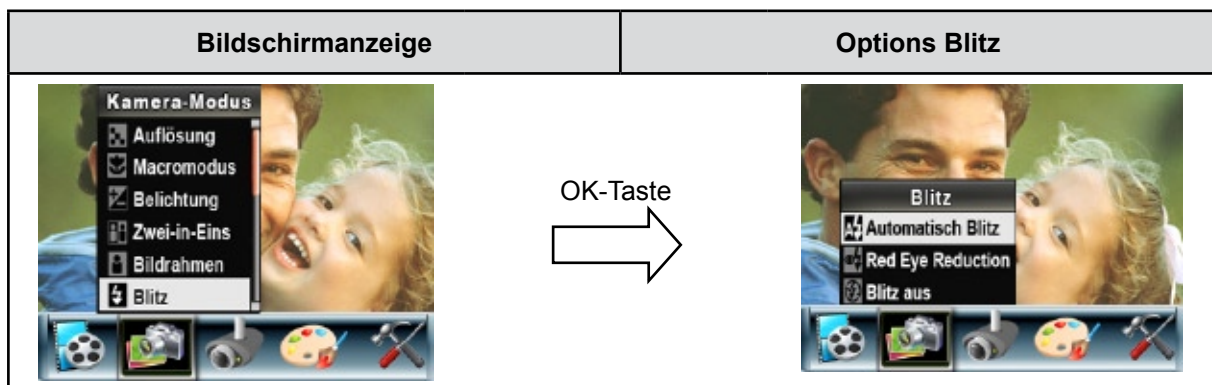 Bildschirmanzeige
Options Blitz
Kamera-Modus
Auflösung
Macromodus
Belichtung
Zwei-in-Eins
Bildrahmen
Blitz
OK-Taste
Blitz
Automatisch Blitz
Red Eye Reduction
Blitz aus